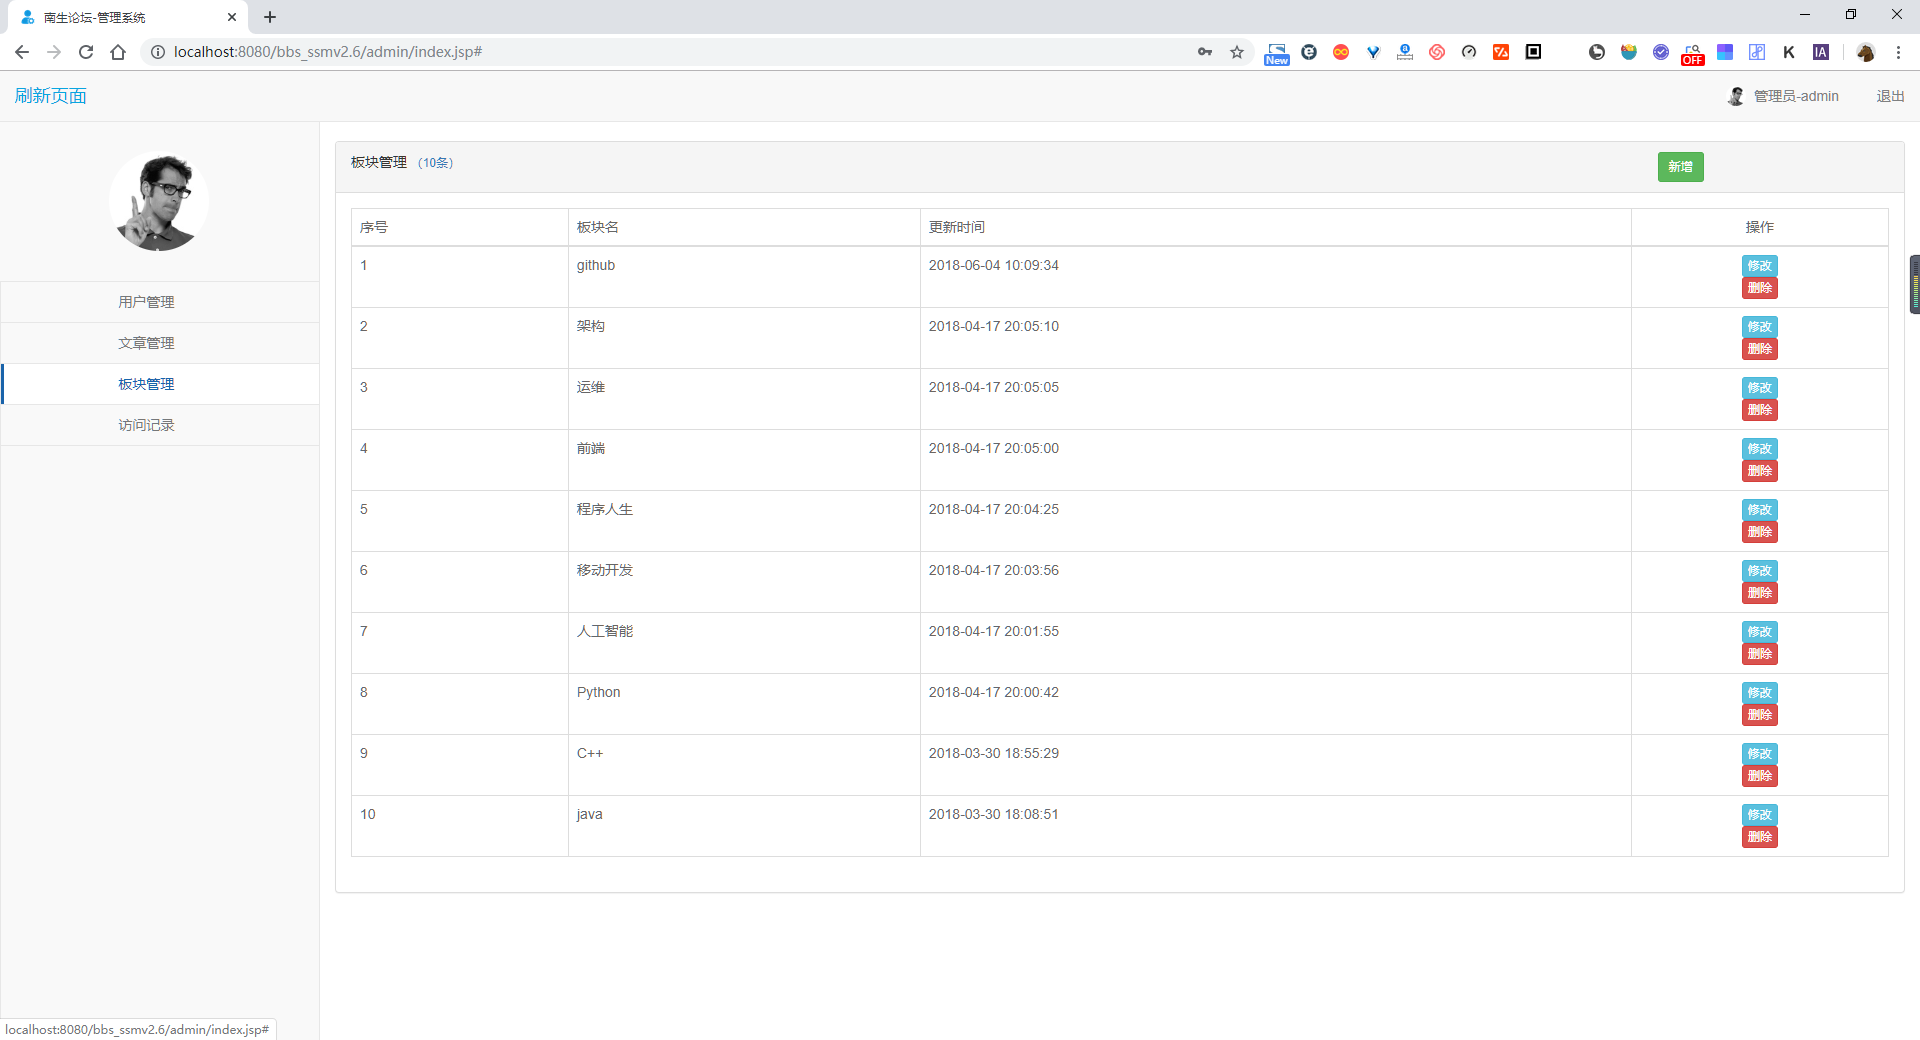 南生论坛-管理系统
localhost:8080/bbs_ssmv2.6/admin/index.jsp#
New
OFF
K
IA
刷新页面
管理员-admin 退出
板块管理 （10条） 新增
用户管理
文章管理
板块管理
访问记录
序号 板块名 更新时间 操作
1 github 2018-06-04 10:09:34 修改
删除
2 架构 2018-04-17 20:05:10 修改
删除
3 运维 2018-04-17 20:05:05 修改
删除
4 前端 2018-04-17 20:05:00 修改
删除
5 程序人生 2018-04-17 20:04:25 修改
删除
6 移动开发 2018-04-17 20:03:56 修改
删除
7 人工智能 2018-04-17 20:01:55 修改
删除
8 Python 2018-04-17 20:00:42 修改
删除
9 C++ 2018-03-30 18:55:29 修改
删除
10 java 2018-03-30 18:08:51 修改
删除
localhost:8080/bbs_ssmv2.6/admin/index.jsp#